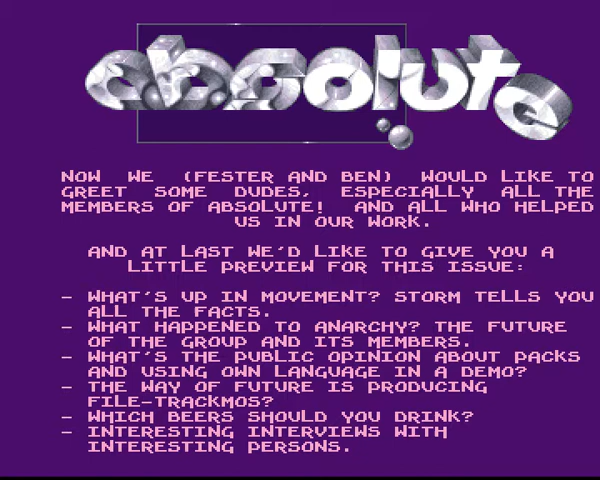 absolute
NOW WE (FESTER AND BEN) WOULD LIKE TO
GREET SOME DUDES, ESPECIALLY ALL THE
MEMBERS OF ABSOLUTE! AND ALL WHO HELPED
US IN OUR WORK.
AND AT LAST WE'D LIKE TO GIVE YOU A
LITTLE PREVIEW FOR THIS ISSUE:
- WHAT'S UP IN MOVEMENT? STORM TELLS YOU
ALL THE FACTS.
- WHAT HAPPENED TO ANARCHY? THE FUTURE
OF THE GROUP AND ITS MEMBERS.
- WHAT'S THE PUBLIC OPINION ABOUT PACKS
AND USING OWN LANGUAGE IN A DEMO?
- THE WAY OF FUTURE IS PRODUCING
FILE-TRACKMOS?
- WHICH BEERS SHOULD YOU DRINK?
- INTERESTING INTERVIEWS WITH
INTERESTING PERSONS.